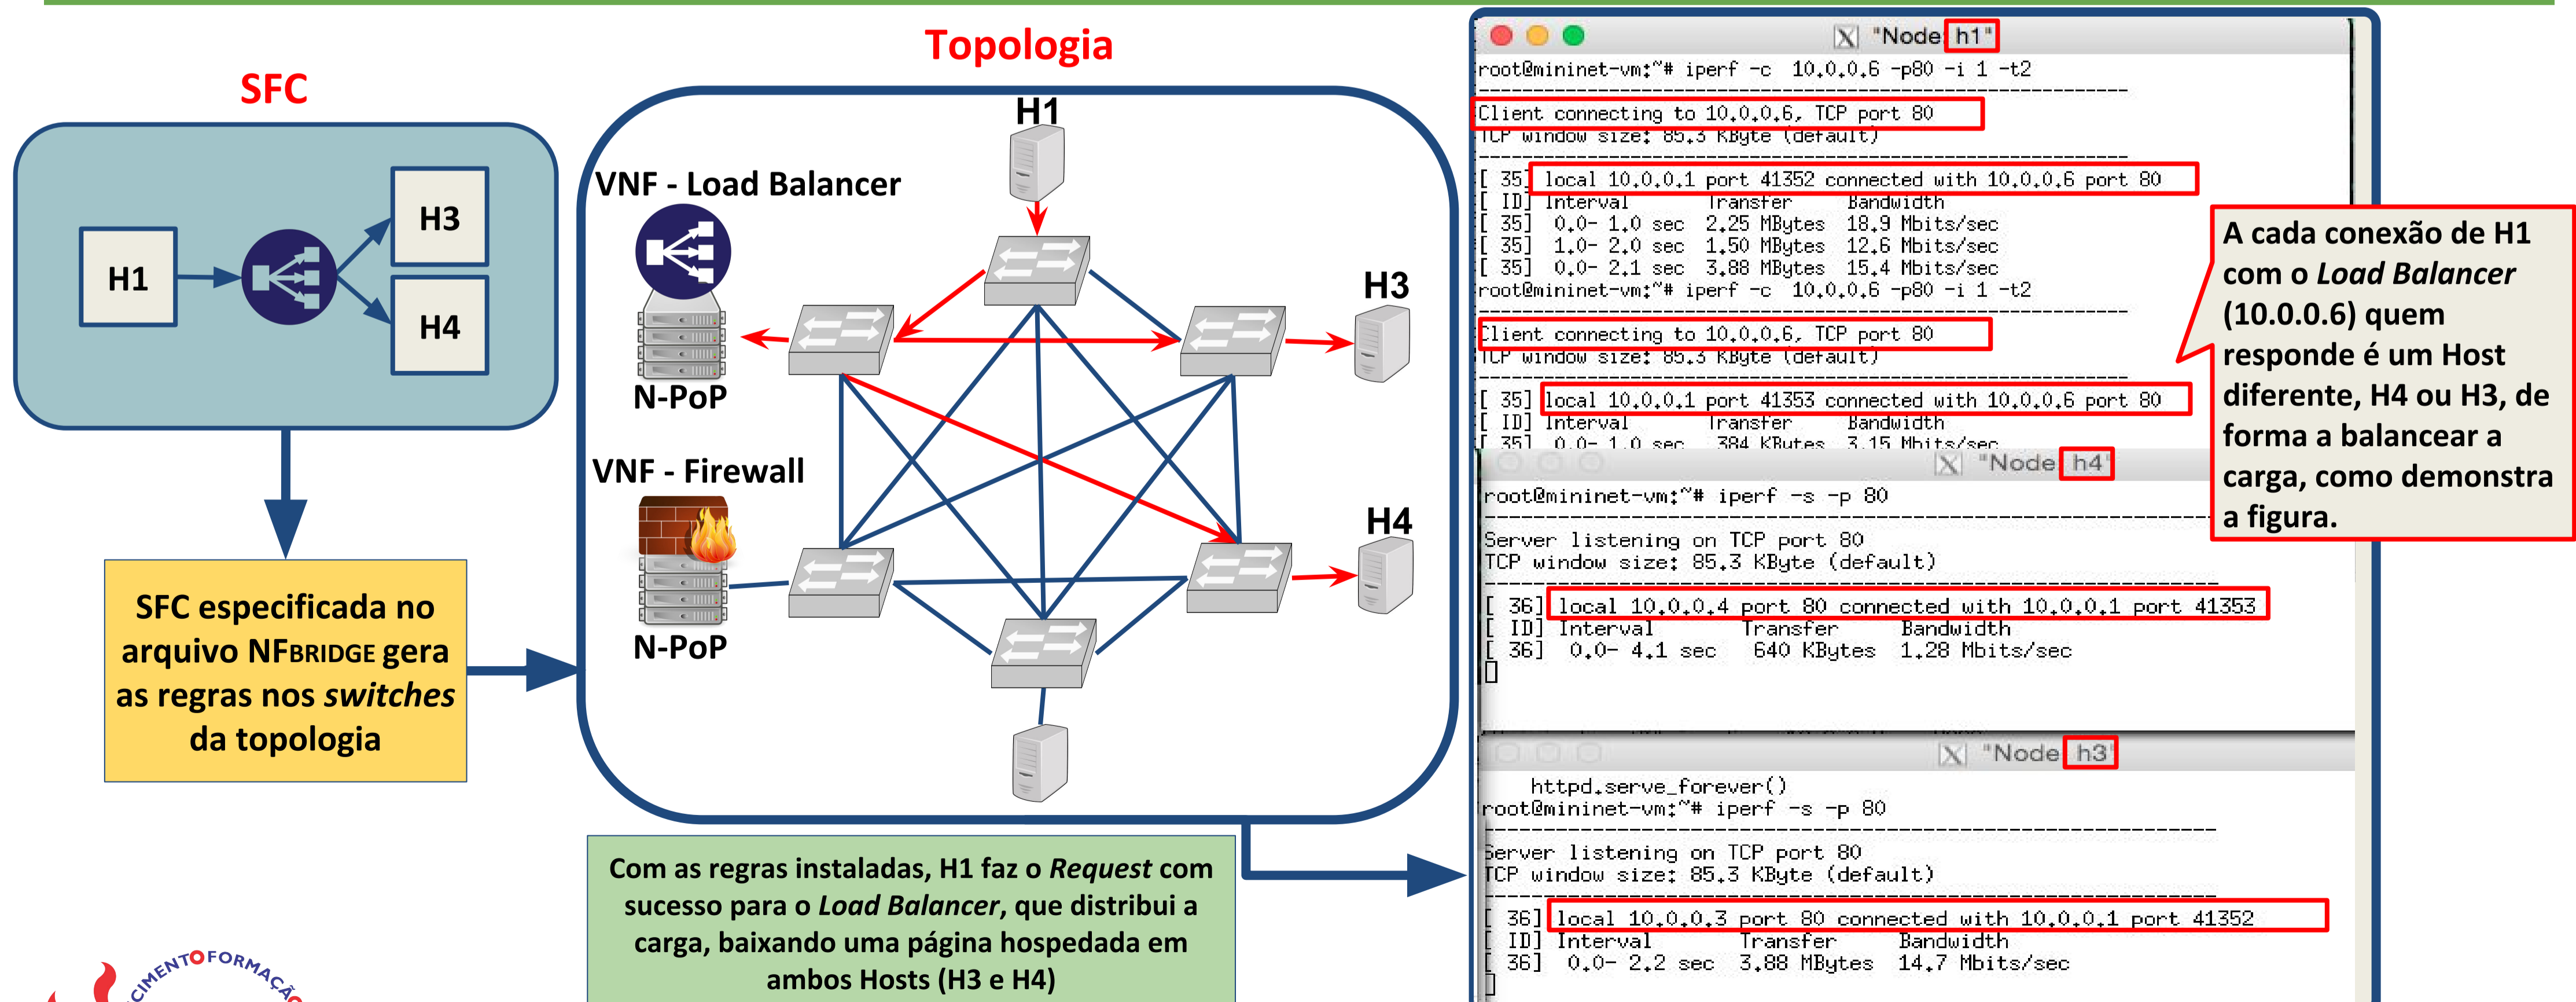 SFC
H1
H3
H4
SFC especificada no
arquivo NFBRIDGE gera
as regras nos switches
da topologia
Topologia
H1
VNF - Load Balancer
N-PoP
H3
VNF - Firewall
N-PoP
H4
Com as regras instaladas, H1 faz o Request com
sucesso para o Load Balancer, que distribui a
carga, baixando uma página hospedada em
ambos Hosts (H3 e H4)
"Node: h1"
root@mininet-vm:~# iperf -c 10.0.0.6 -p80 -i 1 -t2
------------------------------------------------------------
Client connecting to 10.0.0.6, TCP port 80
TCP window size: 85.3 KByte (default)
------------------------------------------------------------
[ 35] local 10.0.0.1 port 41352 connected with 10.0.0.6 port 80
[ ID] Interval Transfer Bandwidth
[ 35] 0.0- 1.0 sec 2.25 MBytes 18.9 Mbits/sec
[ 35] 1.0- 2.0 sec 1.50 MBytes 12.6 Mbits/sec
[ 35] 0.0- 2.1 sec 3.88 MBytes 15.4 Mbits/sec
root@mininet-vm:~# iperf -c 10.0.0.6 -p80 -i 1 -t2
------------------------------------------------------------
Client connecting to 10.0.0.6, TCP port 80
TCP window size: 85.3 KByte (default)
------------------------------------------------------------
[ 35] local 10.0.0.1 port 41353 connected with 10.0.0.6 port 80
[ ID] Interval Transfer Bandwidth
[ 35] 0.0- 1.0 sec 384 KBytes 3.15 Mbits/sec
"Node: h4"
root@mininet-vm:~# iperf -s -p 80
------------------------------------------------------------
Server listening on TCP port 80
TCP window size: 85.3 KByte (default)
------------------------------------------------------------
[ 36] local 10.0.0.4 port 80 connected with 10.0.0.1 port 41353
[ ID] Interval Transfer Bandwidth
[ 36] 0.0- 4.1 sec 640 KBytes 1.28 Mbits/sec
"Node: h3"
httpd.serve_forever()
root@mininet-vm:~# iperf -s -p 80
------------------------------------------------------------
Server listening on TCP port 80
TCP window size: 85.3 KByte (default)
------------------------------------------------------------
[ 36] local 10.0.0.3 port 80 connected with 10.0.0.1 port 41352
[ ID] Interval Transfer Bandwidth
[ 36] 0.0- 2.2 sec 3.88 MBytes 14.7 Mbits/sec
A cada conexão de H1
com o Load Balancer
(10.0.0.6) quem
responde é um Host
diferente, H4 ou H3, de
forma a balancear a
carga, como demonstra
a figura.
CIMENTOFORMAÇÃO